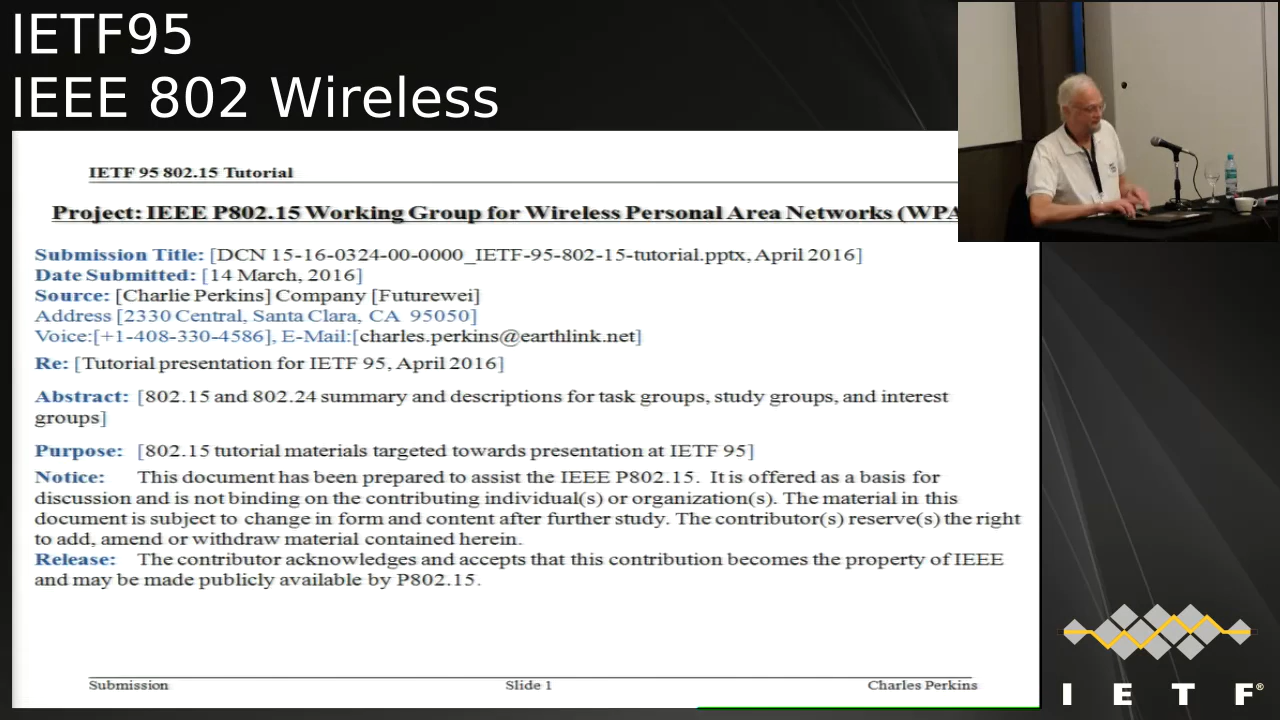 IETF95
IEEE 802 Wireless
IETF 95 802.15 Tutorial
Project: IEEE P802.15 Working Group for Wireless Personal Area Networks (WPA
Submission Title: [DCN 15-16-0324-00-0000_IETF-95-802-15-tutorial.pptx, April 2016]
Date Submitted: [14 March, 2016]
Source: [Charlie Perkins] Company [Futurewei]
Address [2330 Central, Santa Clara, CA 95050]
Voice:[+1-408-330-4586], E-Mail:[charles.perkins@earthlink.net]
Re: [Tutorial presentation for IETF 95, April 2016]
Abstract: [802.15 and 802.24 summary and descriptions for task groups, study groups, and interest
groups]
Purpose: [802.15 tutorial materials targeted towards presentation at IETF 95]
Notice: This document has been prepared to assist the IEEE P802.15. It is offered as a basis for
discussion and is not binding on the contributing individual(s) or organization(s). The material in this
document is subject to change in form and content after further study. The contributor(s) reserve(s) the right
to add, amend or withdraw material contained herein.
Release: The contributor acknowledges and accepts that this contribution becomes the property of IEEE
and may be made publicly available by P802.15.
Submission Slide 1 Charles Perkins
I E T F®